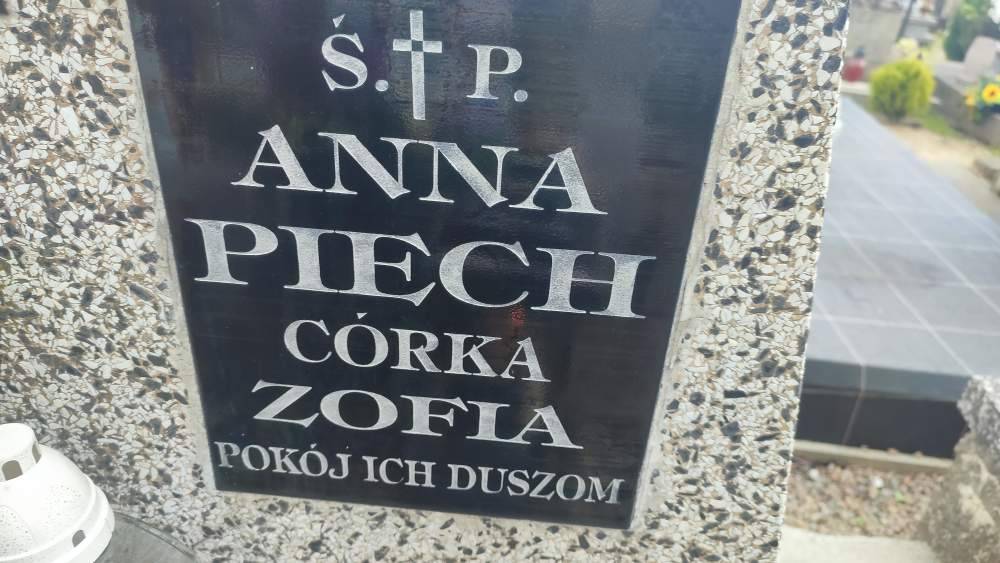 Ś. P.
ANNA
PIECH
CÓRKA
ZOFIA
POKÓJ ICH DUSZOM